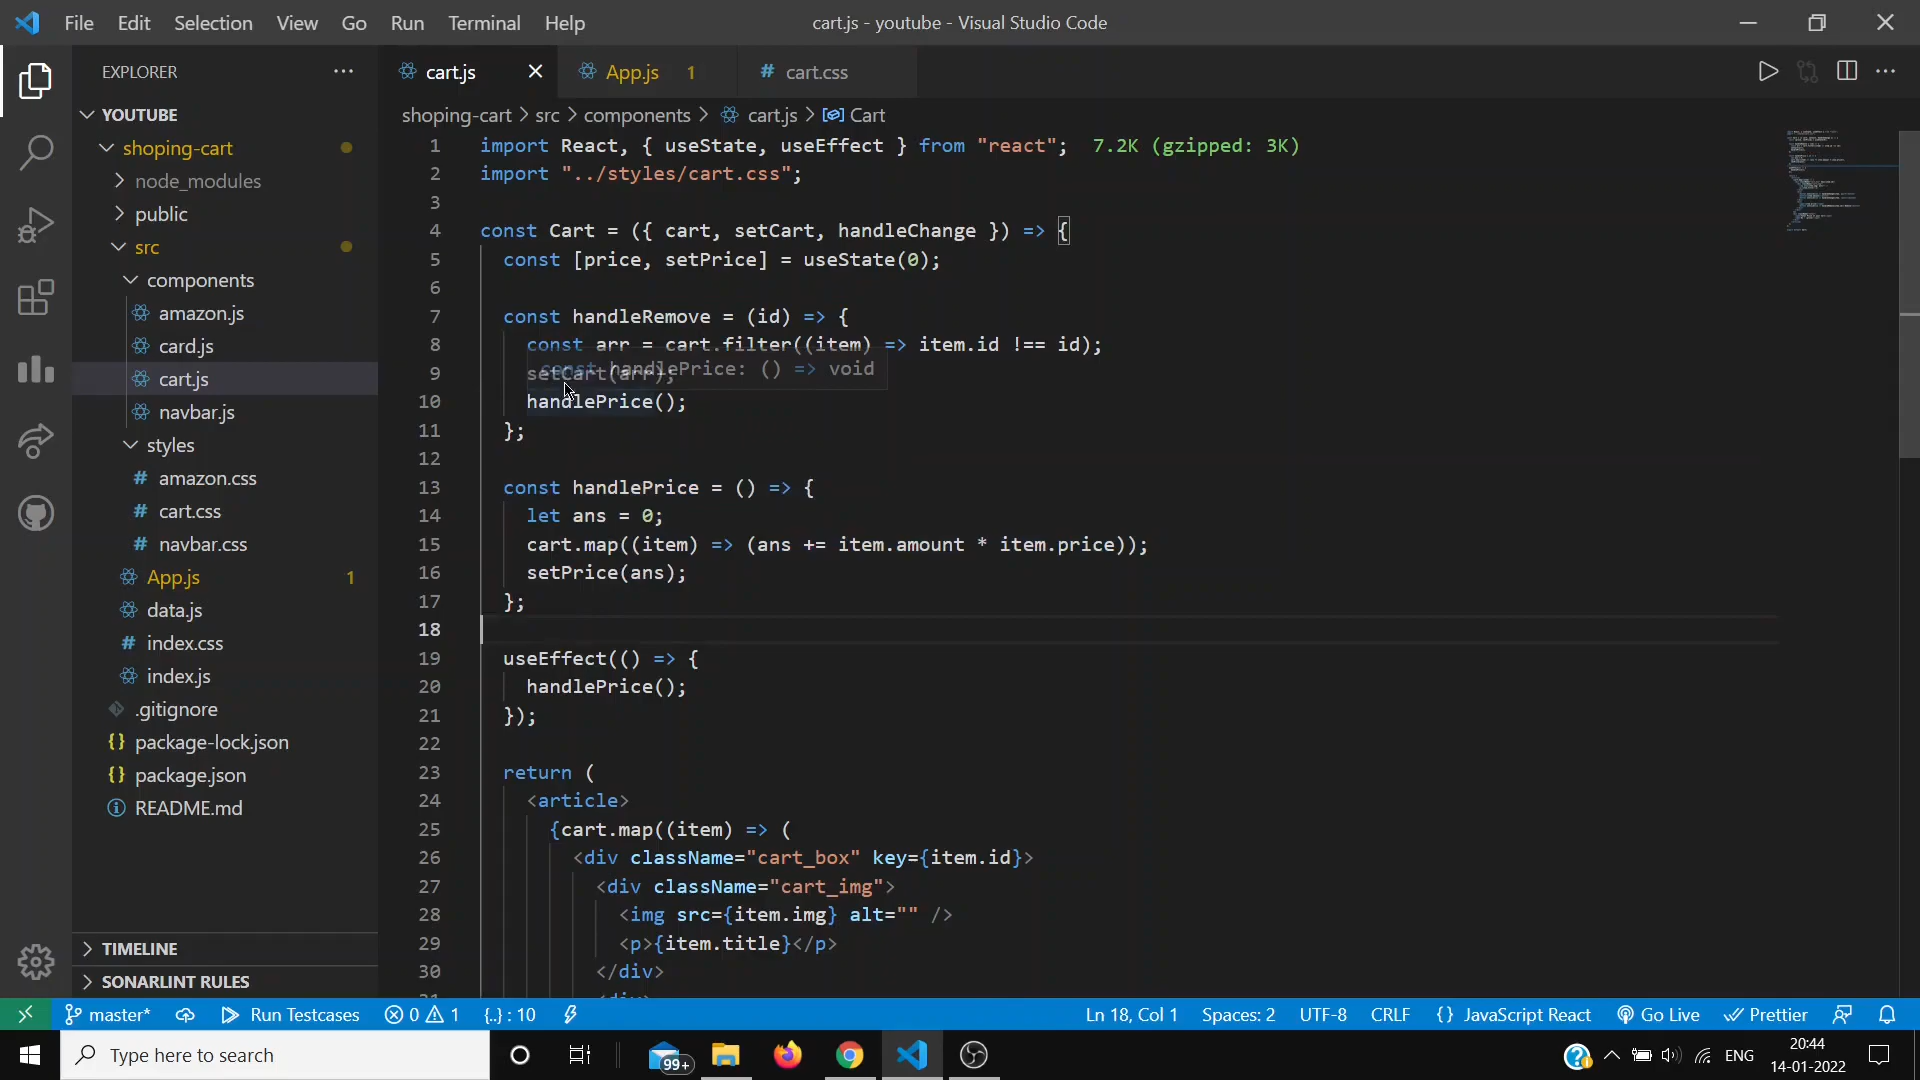 File Edit Selection View Go Run Terminal Help
cart.js - youtube - Visual Studio Code
EXPLORER
YOUTUBE
shoping-cart
node_modules
public
src
components
amazon.js
card.js
cart.js
navbar.js
styles
amazon.css
cart.css
navbar.css
App.js 1
data.js
index.css
index.js
.gitignore
package-lock.json
package.json
README.md
TIMELINE
SONARLINT RULES
cart.js App.js 1 # cart.css
shoping-cart > src > components > cart.js > Cart
1 import React, { useState, useEffect } from "react"; 7.2K (gzipped: 3K)
2 import "../styles/cart.css";
3
4 const Cart = ({ cart, setCart, handleChange }) => {
5 const [price, setPrice] = useState(0);
6
7 const handleRemove = (id) => {
8 const arr = cart.filter((item) => item.id !== id);
const handlePrice: () => void
9 setCart(arr);
10 handlePrice();
11 };
12
13 const handlePrice = () => {
14 let ans = 0;
15 cart.map((item) => (ans += item.amount * item.price));
16 setPrice(ans);
17 };
18
19 useEffect(() => {
20 handlePrice();
21 });
22
23 return (
24 <article>
25 {cart.map((item) => (
26 <div className="cart_box" key={item.id}>
27 <div className="cart_img">
28 <img src={item.img} alt="" />
29 <p>{item.title}</p>
30 </div>
master* Run Testcases 0 1 {..} : 10 Ln 18, Col 1 Spaces: 2 UTF-8 CRLF {} JavaScript React Go Live Prettier
Type here to search 99+ ENG 20:44
14-01-2022